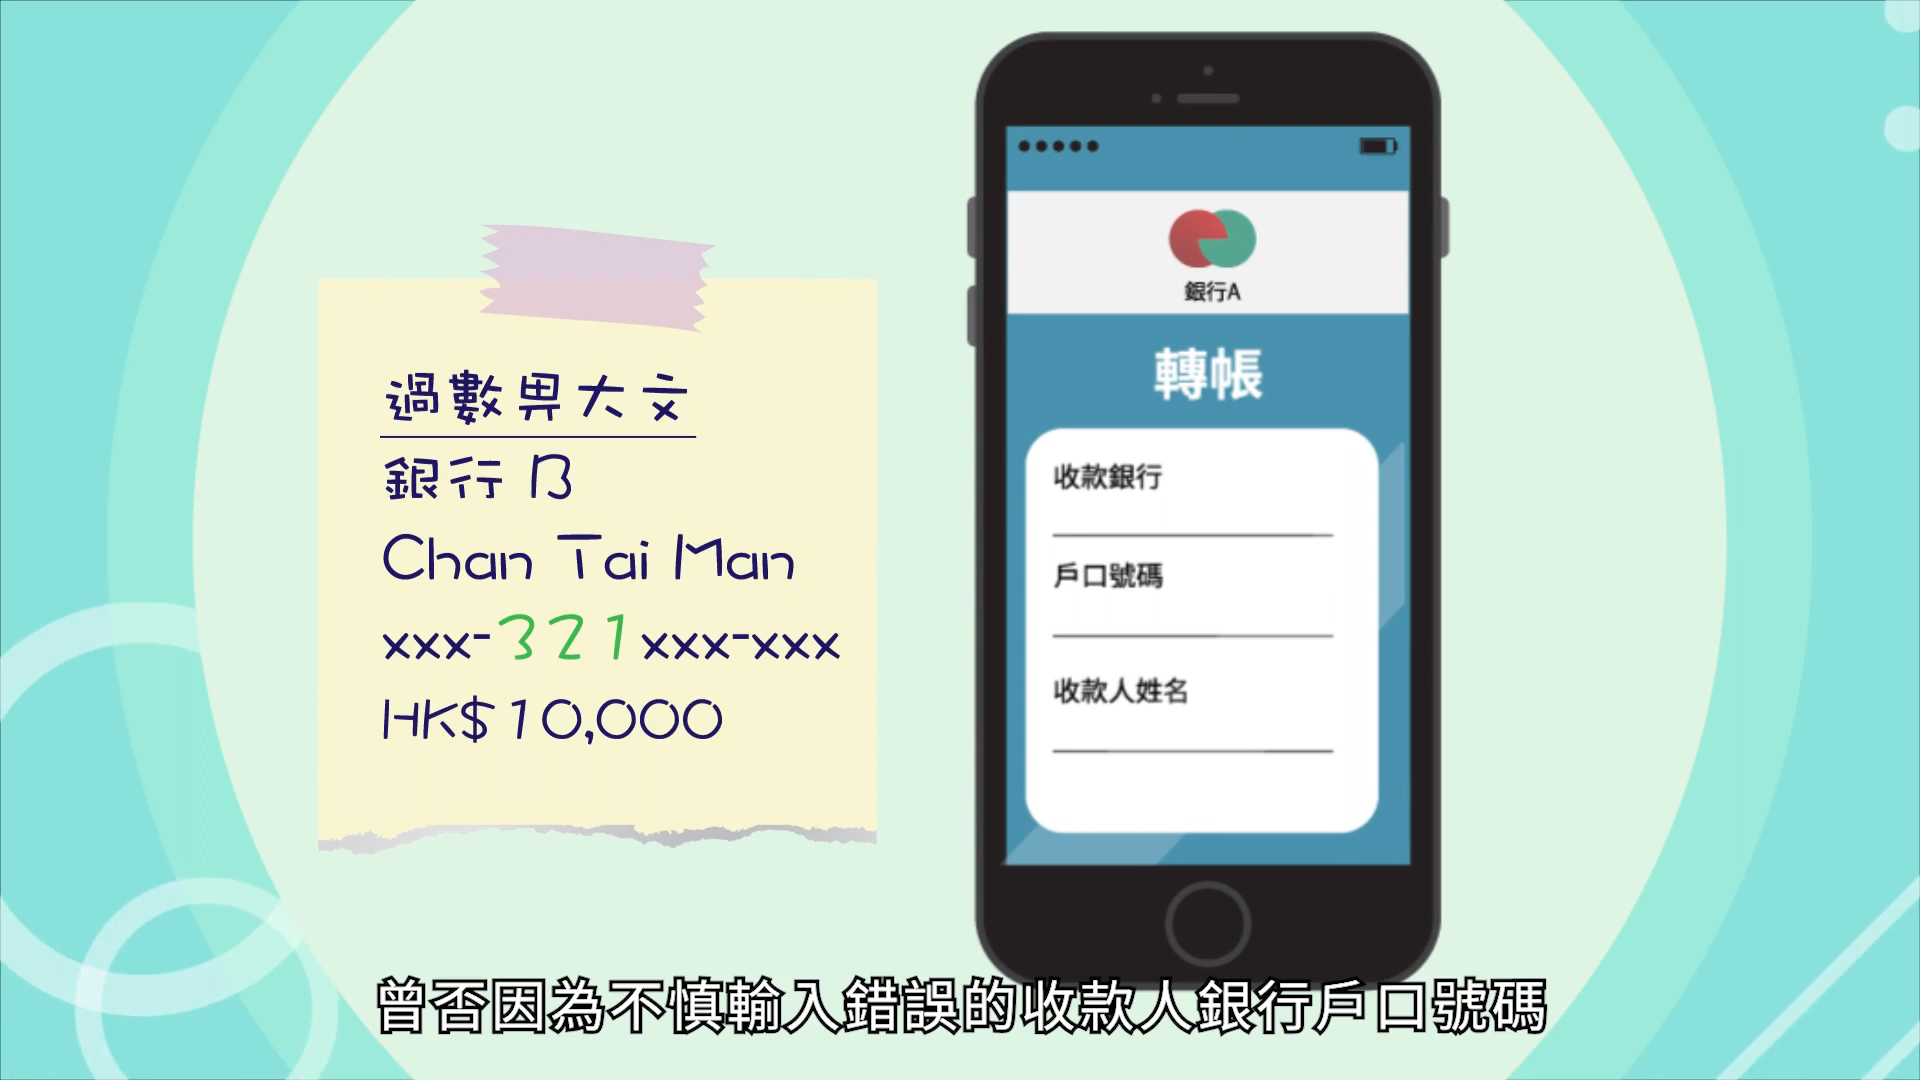 過數畀大文
銀行 B
Chan Tai Man
xxx-321xxx-xxx
HK$10,000
銀行A
轉帳
收款銀行
戶口號碼
收款人姓名
曾否因為不慎輸入錯誤的收款人銀行戶口號碼